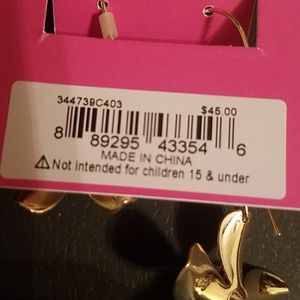 344739C403 $45.00
8 89295 43354 6
MADE IN CHINA
⚠Not intended for children 15 & under